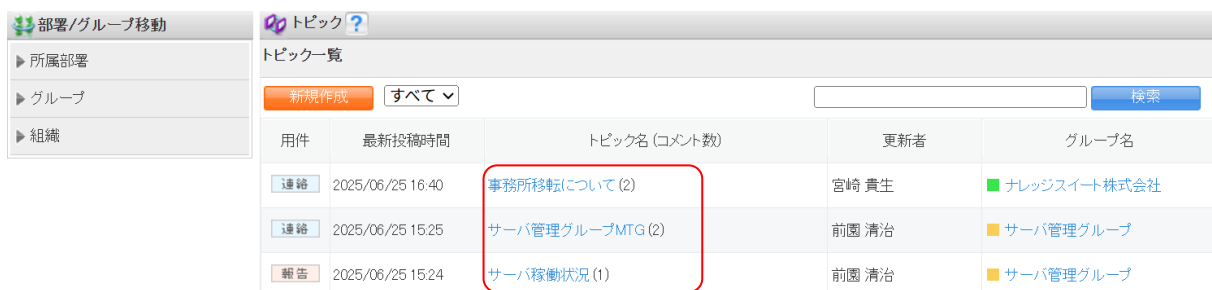 部署/グループ移動
▶所属部署
▶グループ
▶組織
トピック ?
トピック一覧
新規作成 すべて 検索
用件 最新投稿時間 トピック名(コメント数) 更新者 グループ名
連絡 2025/06/25 16:40 事務所移転について(2) 宮崎 貴生 ナレッジスイート株式会社
連絡 2025/06/25 15:25 サーバ管理グループMTG(2) 前園 清治 サーバ管理グループ
報告 2025/06/25 15:24 サーバ稼働状況(1) 前園 清治 サーバ管理グループ